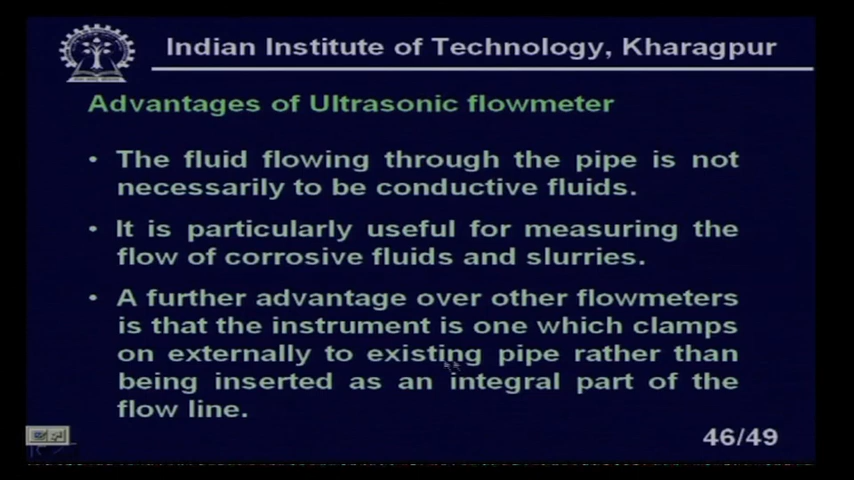 Indian Institute of Technology, Kharagpur
Advantages of Ultrasonic flowmeter
• The fluid flowing through the pipe is not
necessarily to be conductive fluids.
• It is particularly useful for measuring the
flow of corrosive fluids and slurries.
• A further advantage over other flowmeters
is that the instrument is one which clamps
on externally to existing pipe rather than
being inserted as an integral part of the
flow line.
46/49